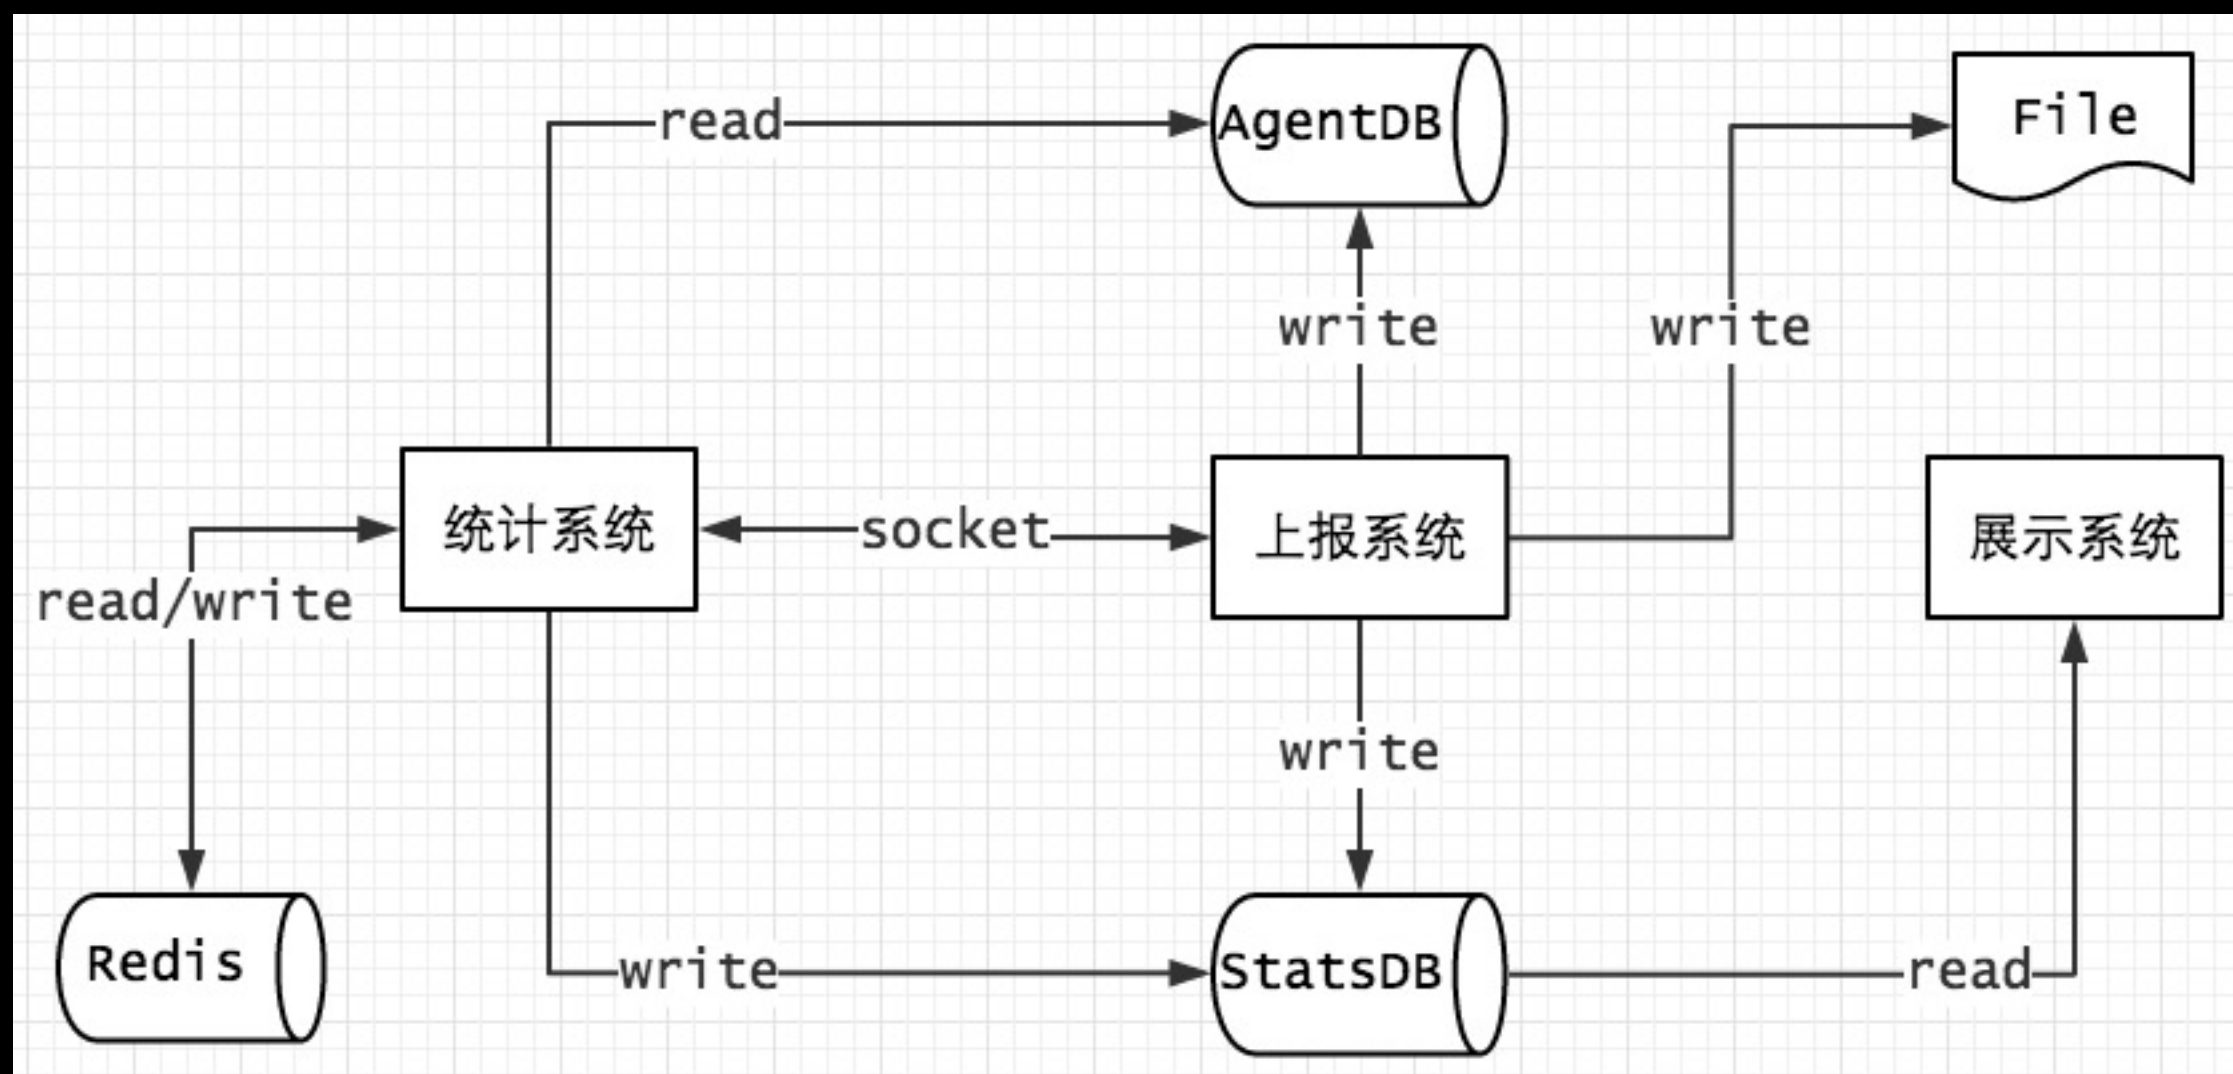 read
AgentDB
File
write
write
统计系统
socket
上报系统
展示系统
read/write
write
Redis
write
StatsDB
read